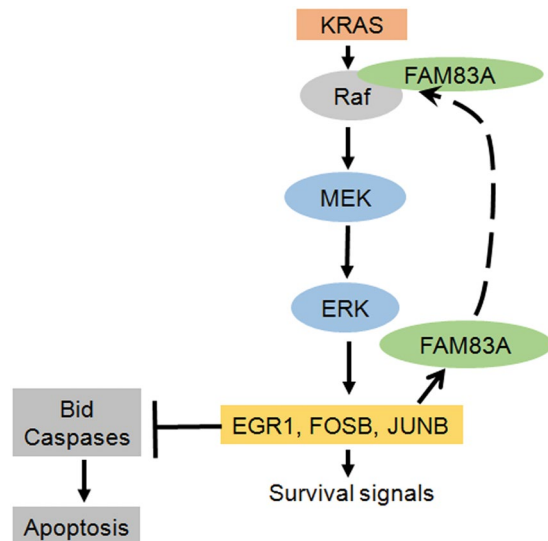 KRAS
FAM83A
Raf
MEK
ERK
FAM83A
Bid
Caspases
EGR1, FOSB, JUNB
Survival signals
Apoptosis